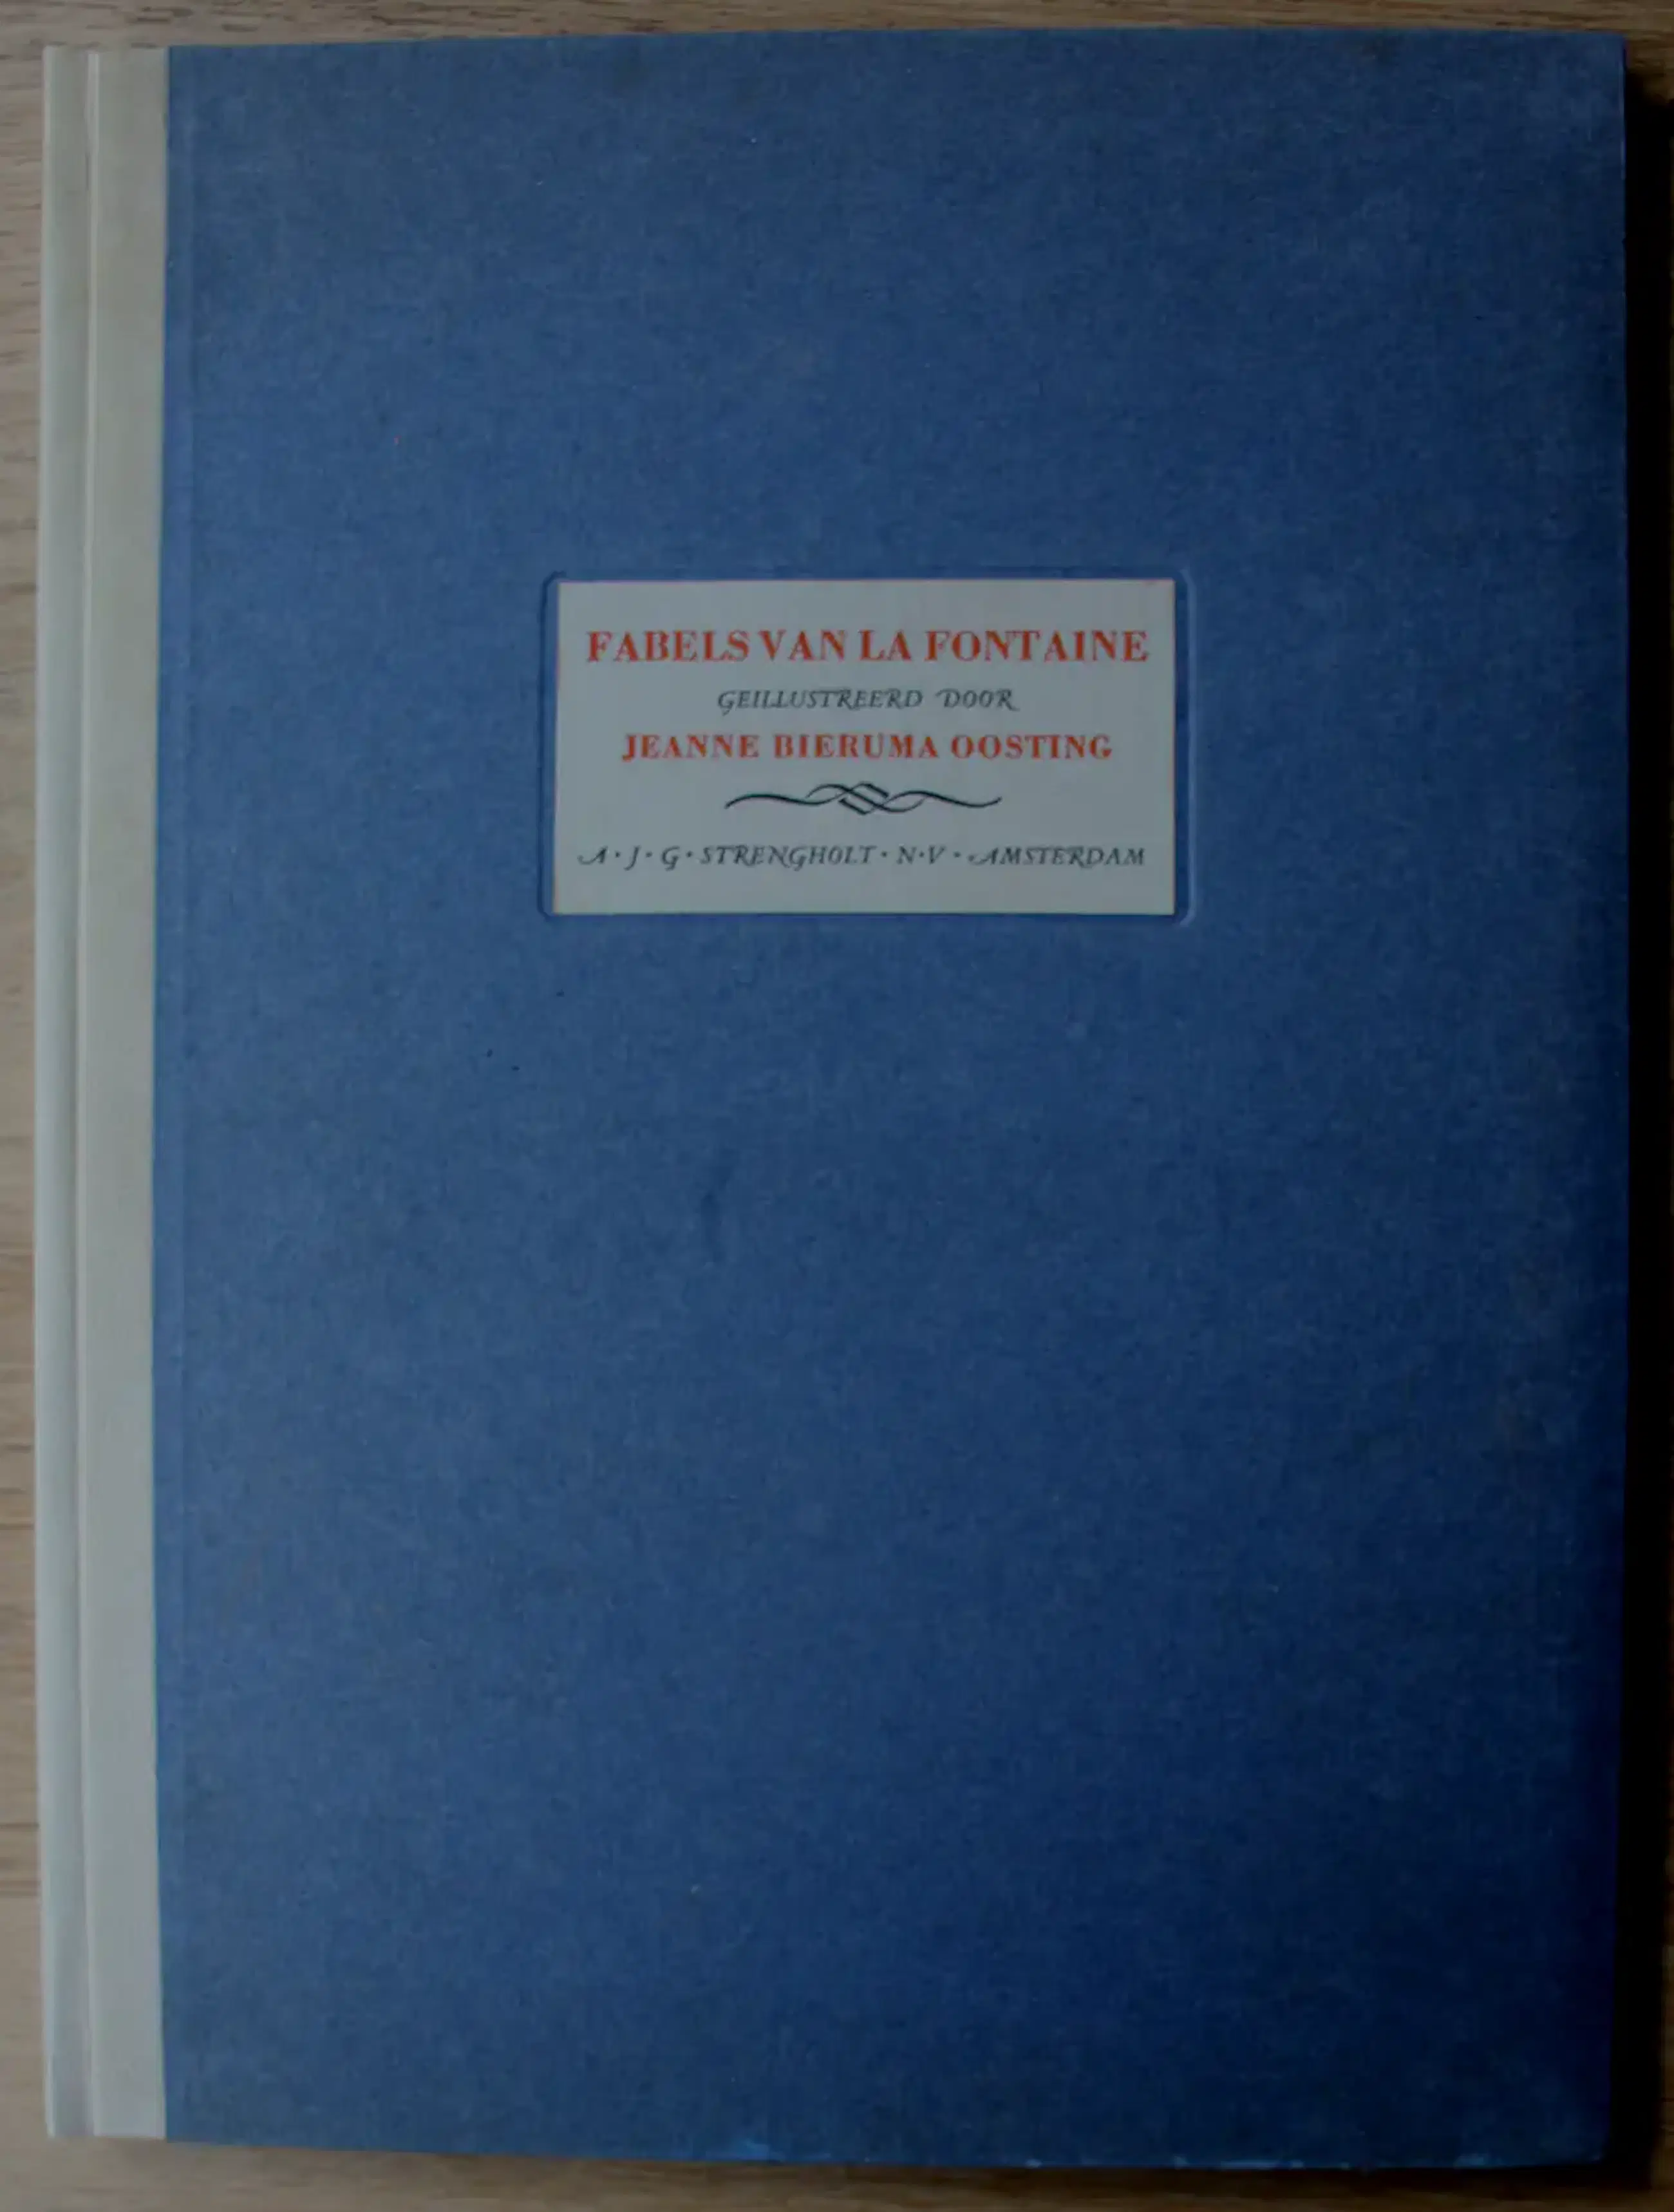 FABELS VAN LA FONTAINE
GEILLUSTREERD DOOR
JEANNE BIERUMA OOSTING
A · J · G · STRENGHOLT · N·V · AMSTERDAM